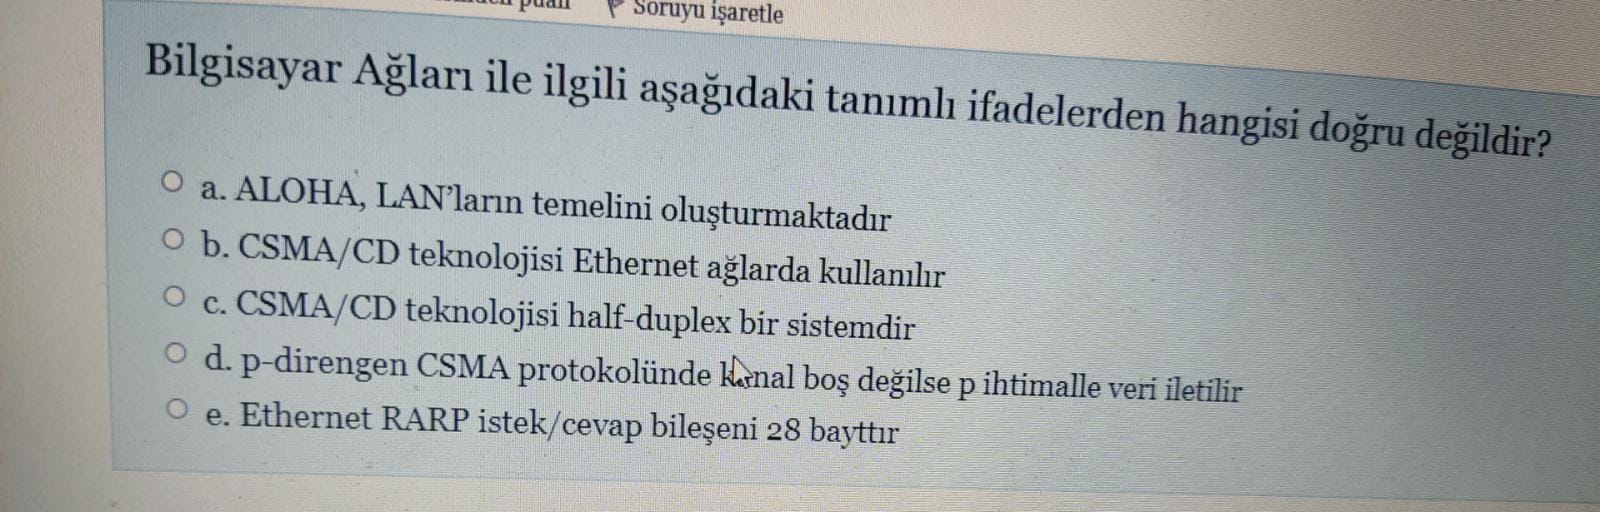 Soruyu işaretle
Bilgisayar Ağları ile ilgili aşağıdaki tanımlı ifadelerden hangisi doğru değildir?
a. ALOHA, LAN'ların temelini oluşturmaktadır
b. CSMA/CD teknolojisi Ethernet ağlarda kullanılır
c. CSMA/CD teknolojisi half-duplex bir sistemdir
d. p-direngen CSMA protokolünde kanal boş değilse p ihtimalle veri iletilir
e. Ethernet RARP istek/cevap bileşeni 28 bayttır